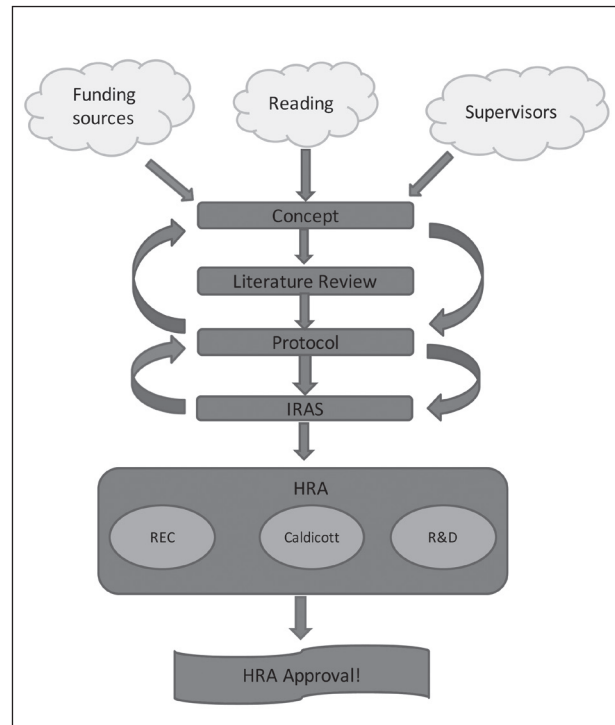 Funding
sources
Reading
Supervisors
Concept
Literature Review
Protocol
IRAS
HRA
REC
Caldicott
R&D
HRA Approval!